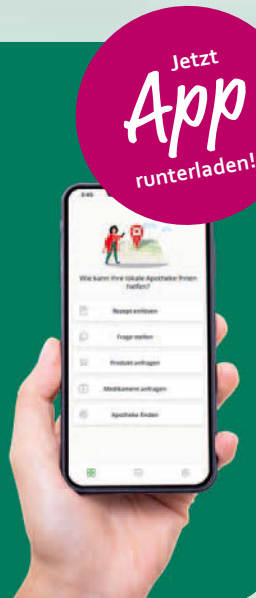 Jetzt
App
runterladen!
Wie kann Ihre lokale Apotheke Ihnen
helfen?
Rezept einlösen
Frage stellen
Produkt anfragen
Medikament anfragen
Apotheke finden